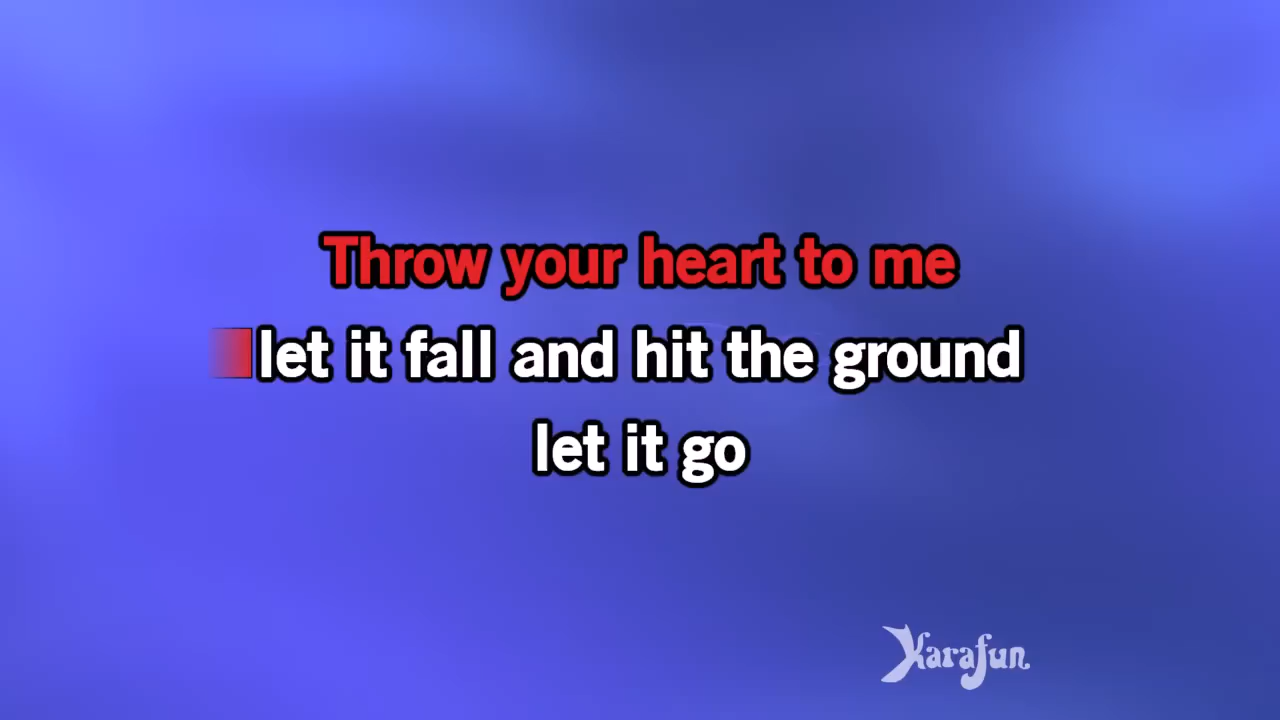 Throw your heart to me
let it fall and hit the ground
let it go
Karafun